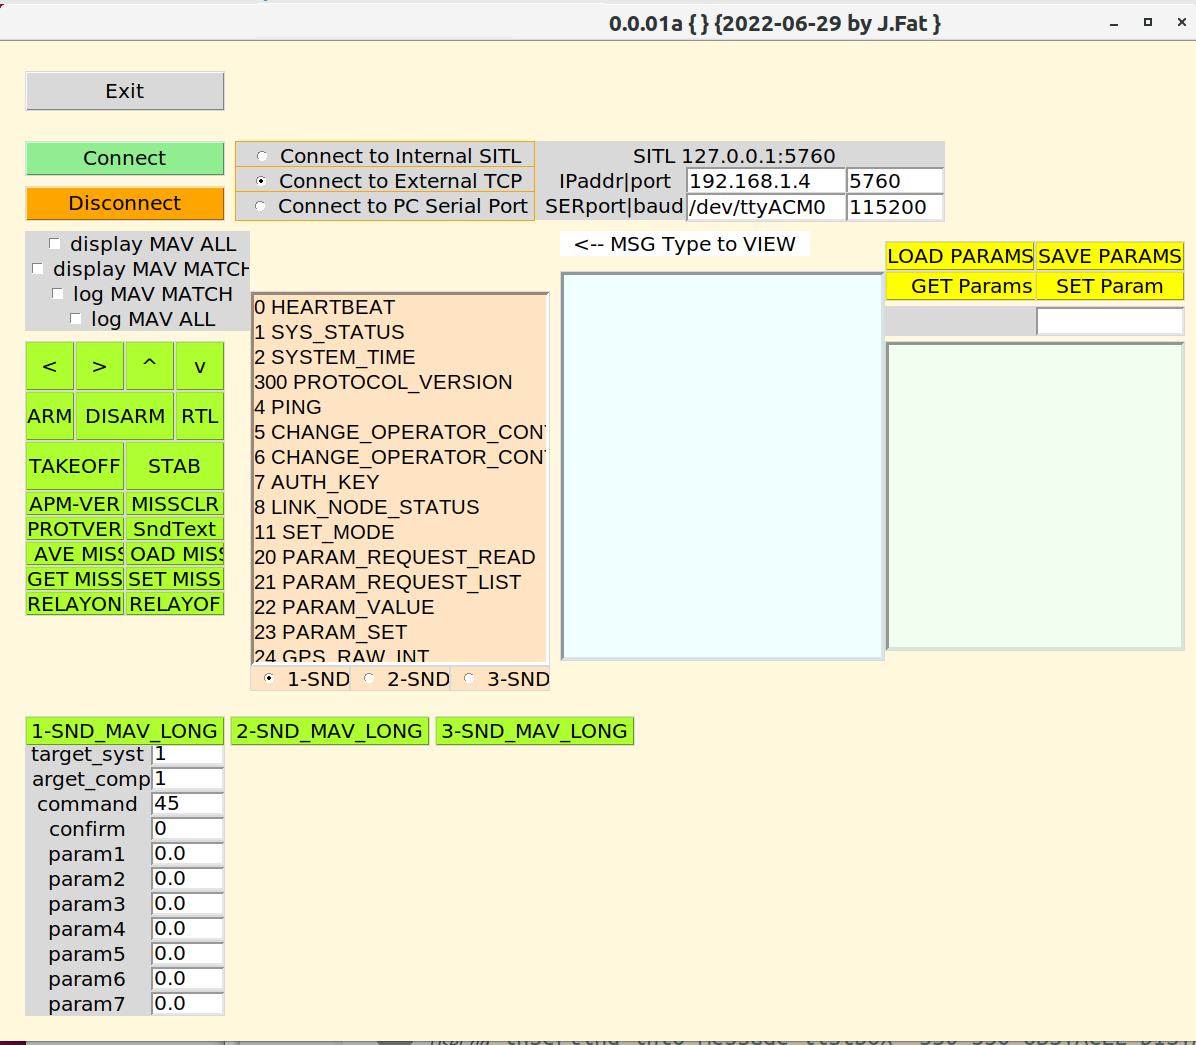 0.0.01a { } {2022-06-29 by J.Fat }
Exit
Connect
Disconnect
Connect to Internal SITL
Connect to External TCP
Connect to PC Serial Port
SITL 127.0.0.1:5760
IPaddr|port 192.168.1.4 5760
SERport|baud /dev/ttyACM0 115200
display MAV ALL
display MAV MATCH
log MAV MATCH
log MAV ALL
<-- MSG Type to VIEW
LOAD PARAMS SAVE PARAMS
GET Params SET Param
< > ^ v
ARM DISARM RTL
TAKEOFF STAB
APM-VER MISSCLR
PROTVER SndText
AVE MISS OAD MISS
GET MISS SET MISS
RELAYON RELAYOF
0 HEARTBEAT
1 SYS_STATUS
2 SYSTEM_TIME
300 PROTOCOL_VERSION
4 PING
5 CHANGE_OPERATOR_CONT
6 CHANGE_OPERATOR_CONT
7 AUTH_KEY
8 LINK_NODE_STATUS
11 SET_MODE
20 PARAM_REQUEST_READ
21 PARAM_REQUEST_LIST
22 PARAM_VALUE
23 PARAM_SET
24 GPS_RAW_INT
1-SND 2-SND 3-SND
1-SND_MAV_LONG 2-SND_MAV_LONG 3-SND_MAV_LONG
target_syst 1
arget_comp 1
command 45
confirm 0
param1 0.0
param2 0.0
param3 0.0
param4 0.0
param5 0.0
param6 0.0
param7 0.0